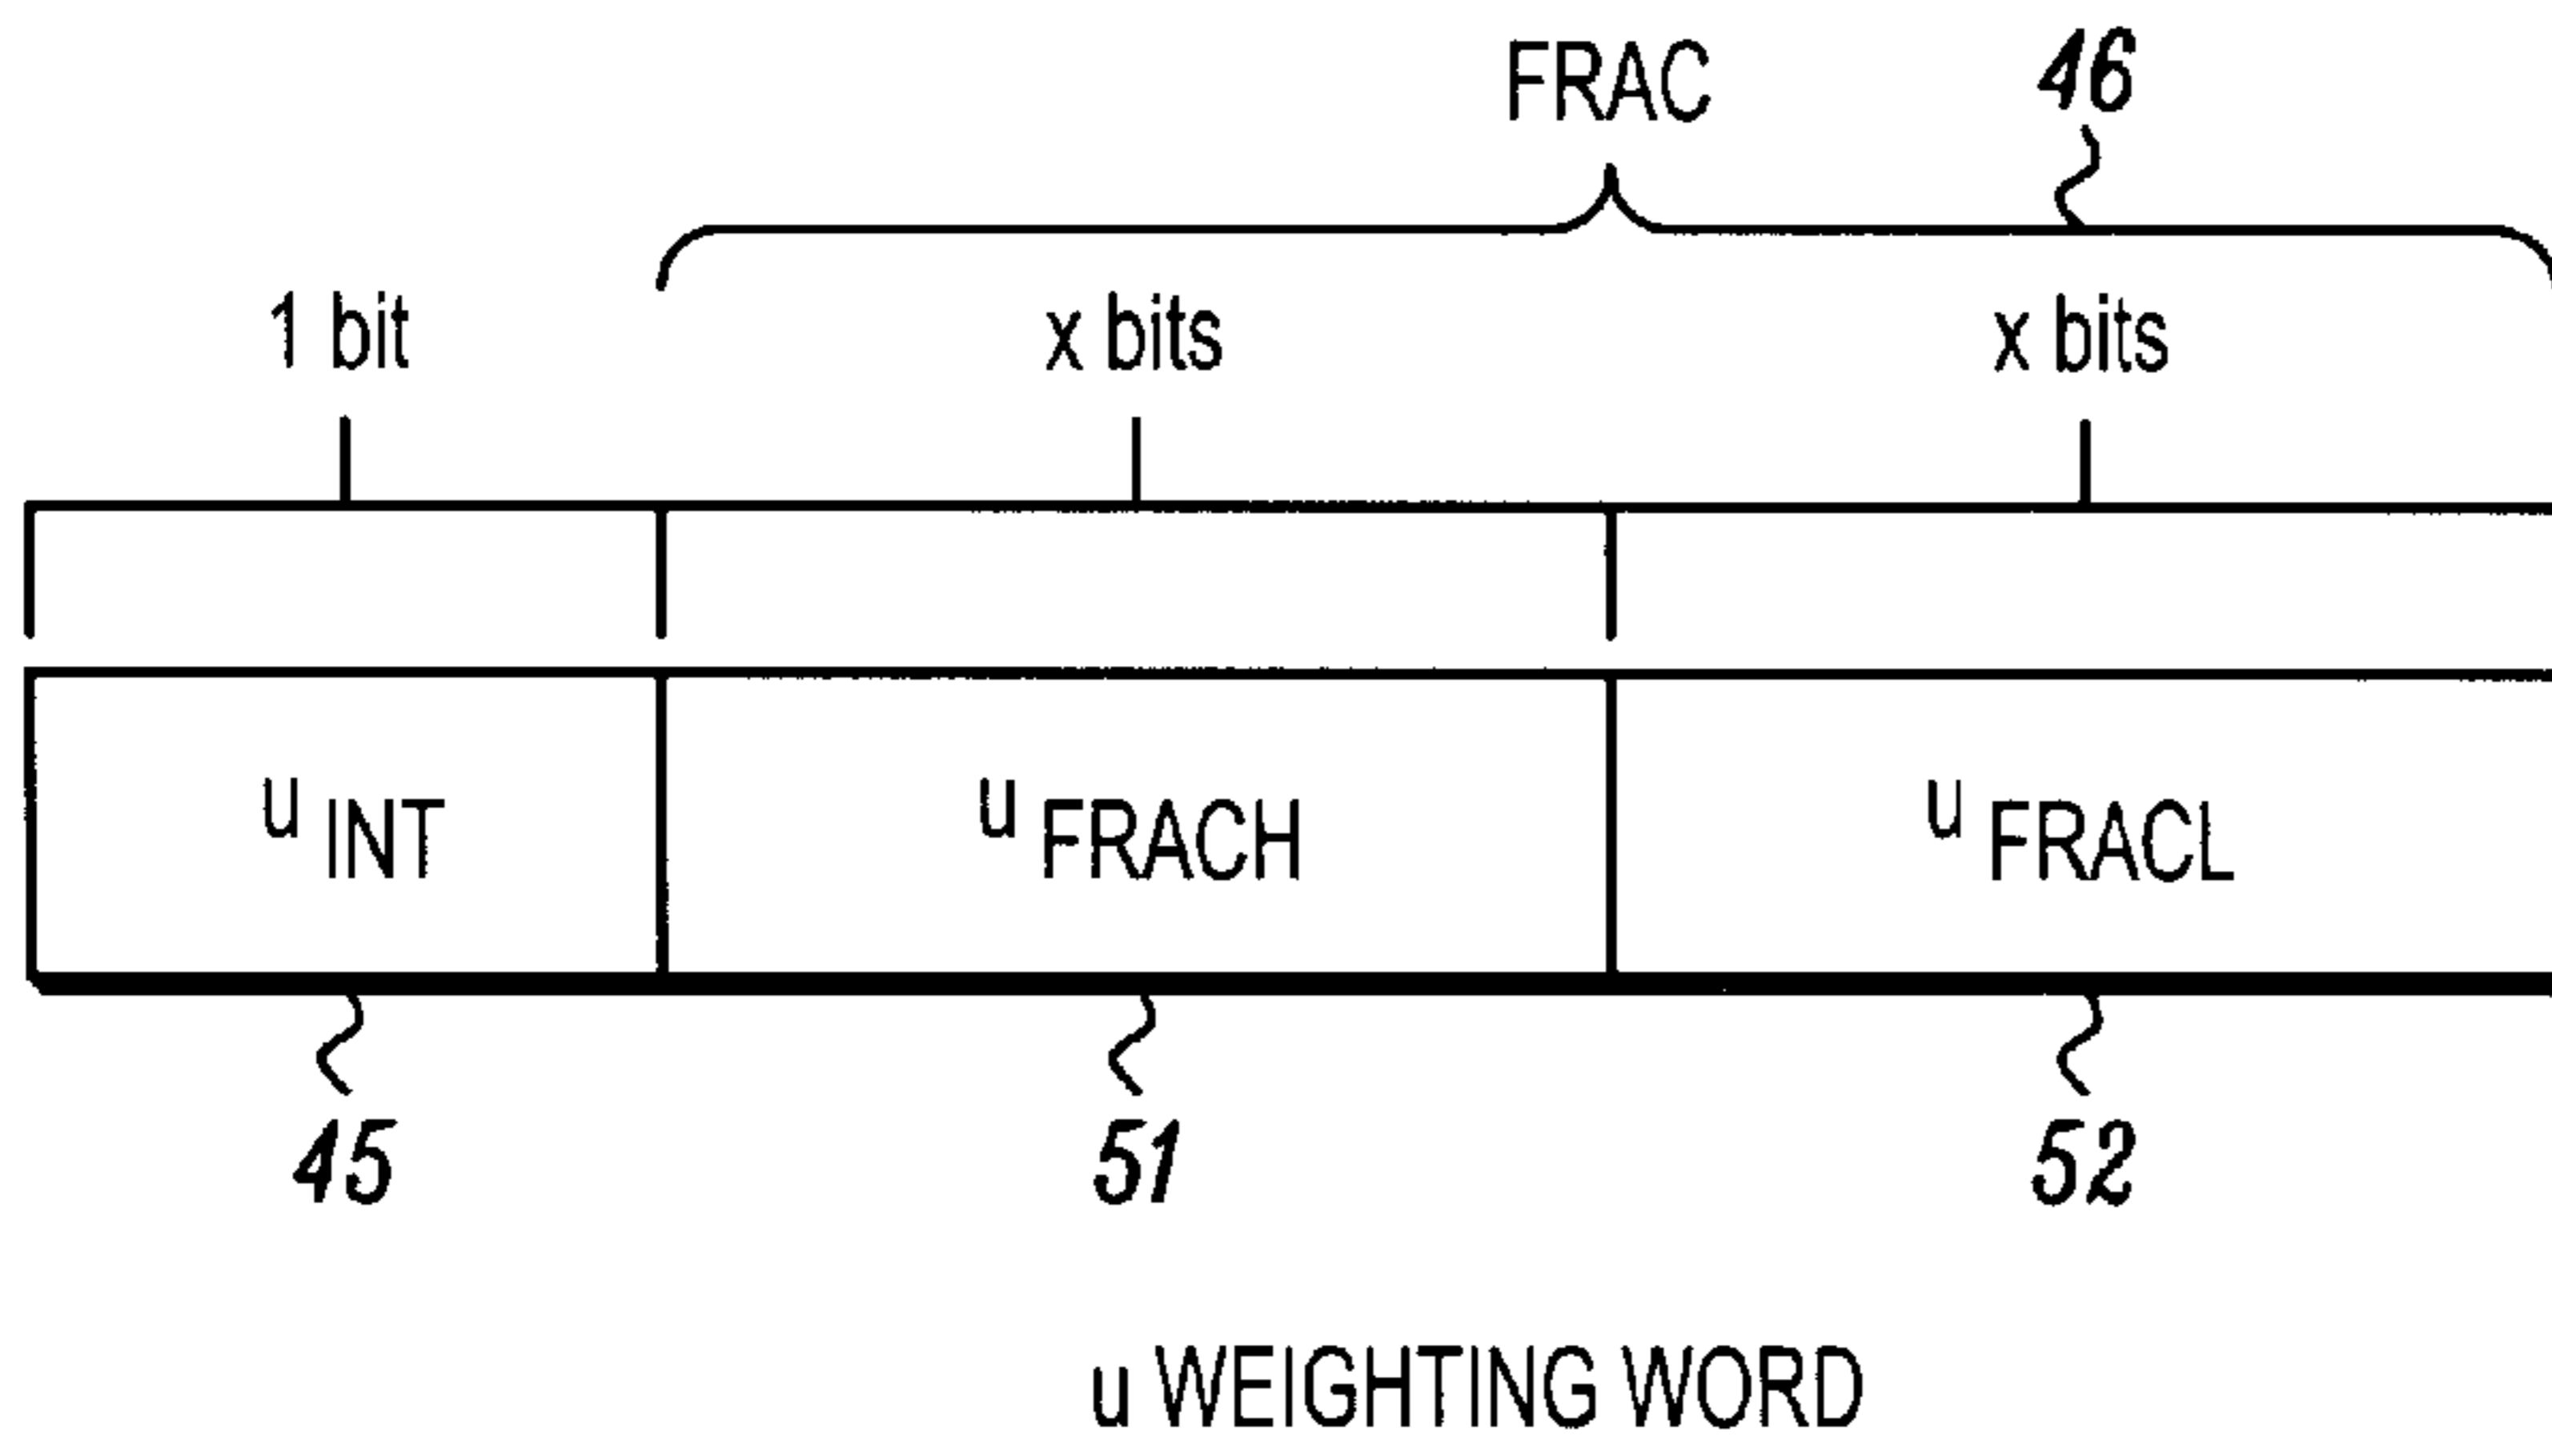 FRAC 46
1 bit x bits x bits
u INT u FRACH u FRACL
45 51 52
u WEIGHTING WORD